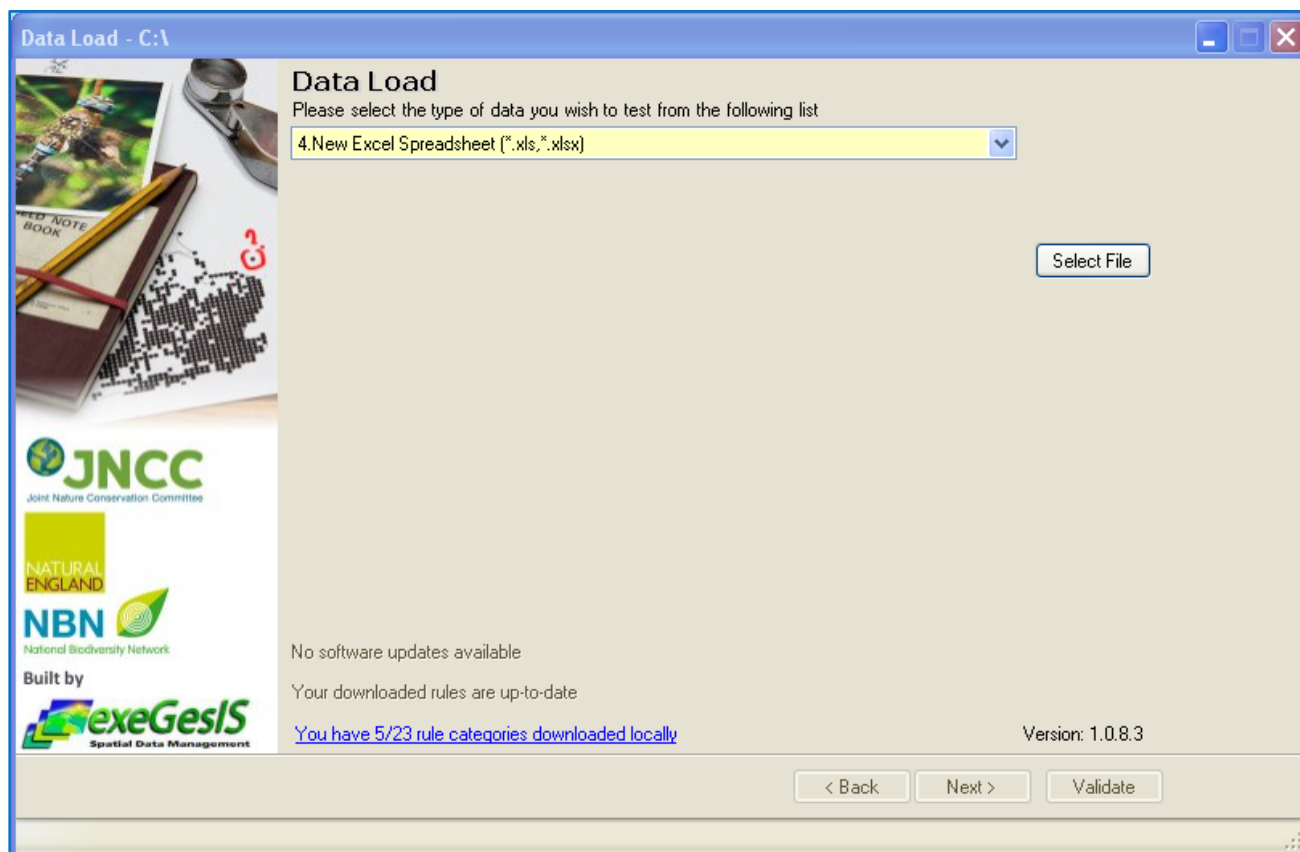 Data Load - C:\
Data Load
Please select the type of data you wish to test from the following list
4.New Excel Spreadsheet (*.xls,*.xlsx)
Select File
FIELD NOTE
BOOK
JNCC
Joint Nature Conservation Committee
NATURAL
ENGLAND
NBN
National Biodiversity Network
Built by
exeGesIS
Spatial Data Management
No software updates available
Your downloaded rules are up-to-date
You have 5/23 rule categories downloaded locally
Version: 1.0.8.3
< Back
Next >
Validate